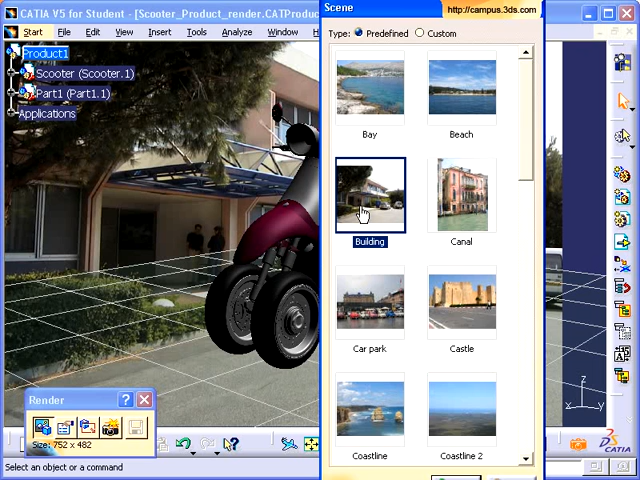 CATIA V5 for Student - [Scooter_Product_render.CATProduc
Scene
http://campus.3ds.com
Start File Edit View Insert Tools Analyze Window H
Type: Predefined Custom
Product1
Scooter (Scooter.1)
Part1 (Part1.1)
Applications
Bay Beach
Building Canal
Car park Castle
Coastline Coastline 2
Render
Size: 752 x 482
Select an object or a command
z
x
CATIA